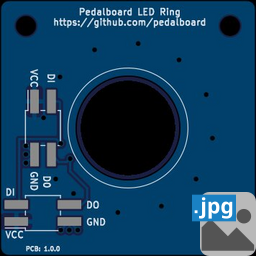 Pedalboard LED Ring
https://github.com/pedalboard
VCC DI
GND DO
DI DO
VCC GND
PCB: 1.0.0
.jpg